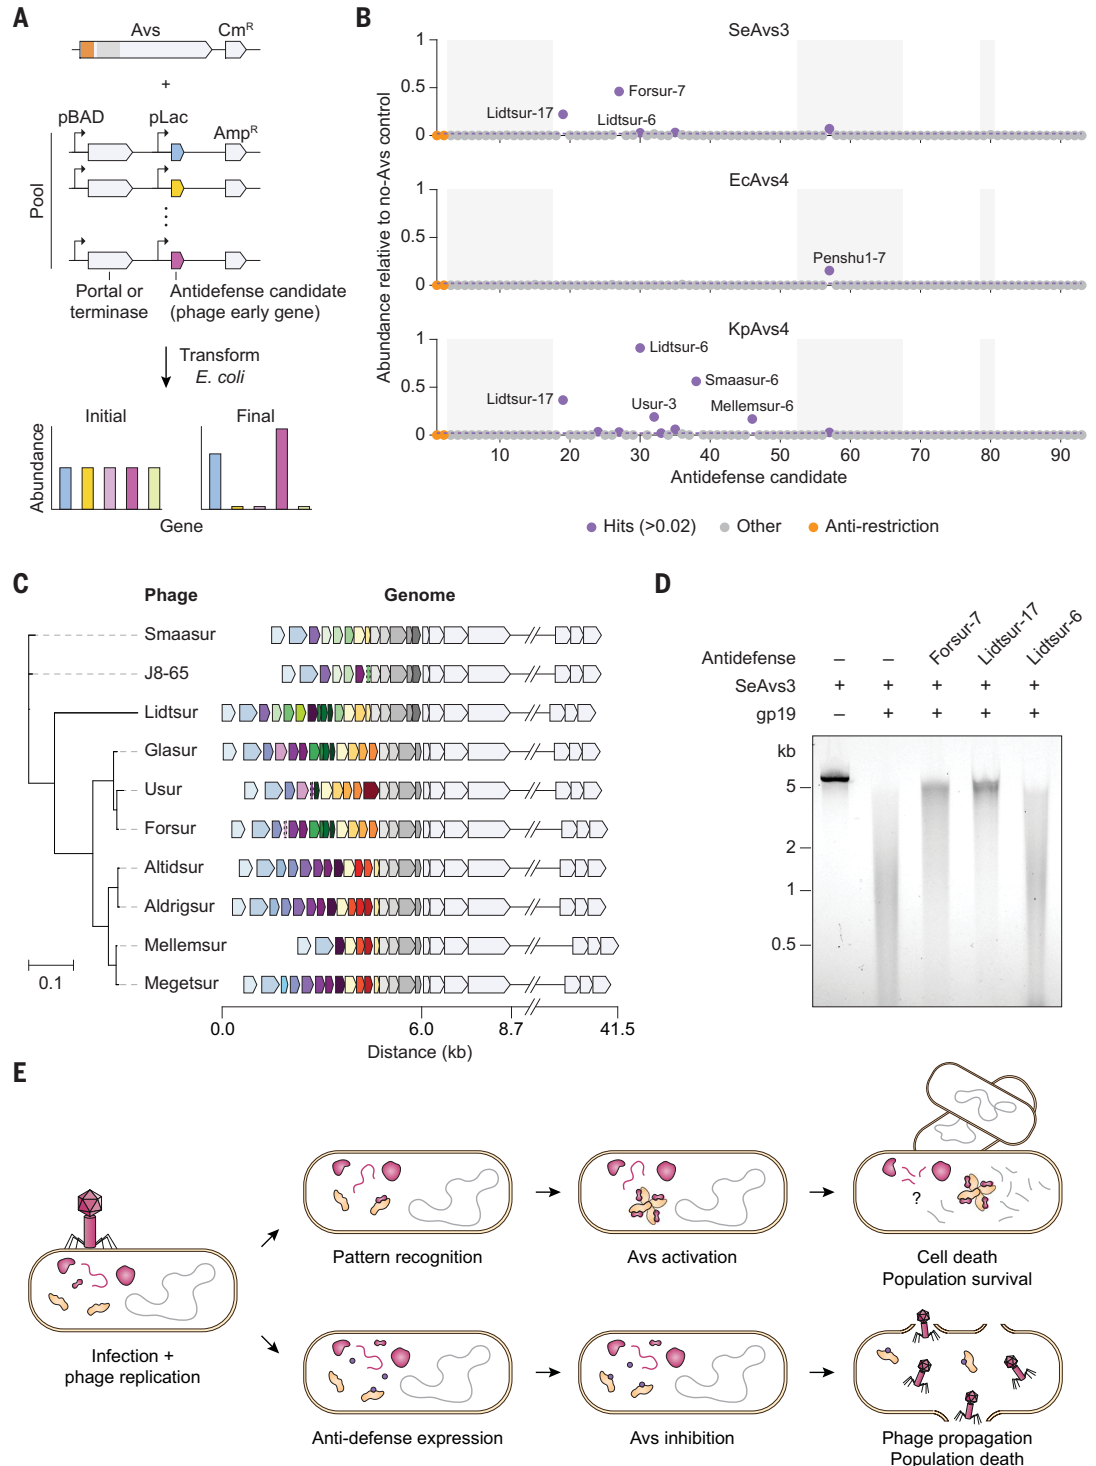 A
Avs
CmR
+
pBAD
pLac
AmpR
Pool
Portal or
terminase
Antidefense candidate
(phage early gene)
Transform
E. coli
Initial
Final
Abundance
Gene
B
Abundance relative to no-Avs control
SeAvs3
1
0.5
0
Lidtsur-17
Forsur-7
Lidtsur-6
EcAvs4
1
0.5
0
Penshu1-7
KpAvs4
1
0.5
0
Lidtsur-17
Lidtsur-6
Usur-3
Smaasur-6
Mellemsur-6
10 20 30 40 50 60 70 80 90
Antidefense candidate
Hits (>0.02) Other Anti-restriction
C
Phage Genome
Smaasur
J8-65
Lidtsur
Glasur
Usur
Forsur
Altidsur
Aldrigsur
Mellemsur
Megetsur
0.1
0.0 6.0 8.7 41.5
Distance (kb)
D
Forsur-7
Lidtsur-17
Lidtsur-6
Antidefense – –
SeAvs3 + + + + +
gp19 – + + + +
kb
5
2
1
0.5
E
Infection +
phage replication
Pattern recognition
Avs activation
?
Cell death
Population survival
Anti-defense expression
Avs inhibition
Phage propagation
Population death